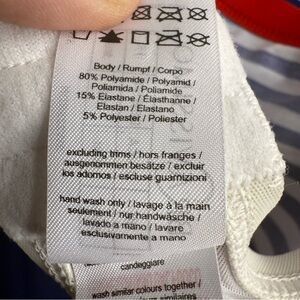 Body / Rumpf / Corpo
80% Polyamide / Polyamid /
Poliamida / Poliamide
15% Elastane / Élasthanne /
Elastan / Elastano
5% Polyester / Poliester
excluding trims / hors franges /
ausgenommen besätze / excluir
los adornos / escluse guarnizioni
hand wash only / lavage à la main
seulement / nur handwäsche /
lavado a mano / lavare
esclusivamente a mano
candeggiare
wash similar colours together /